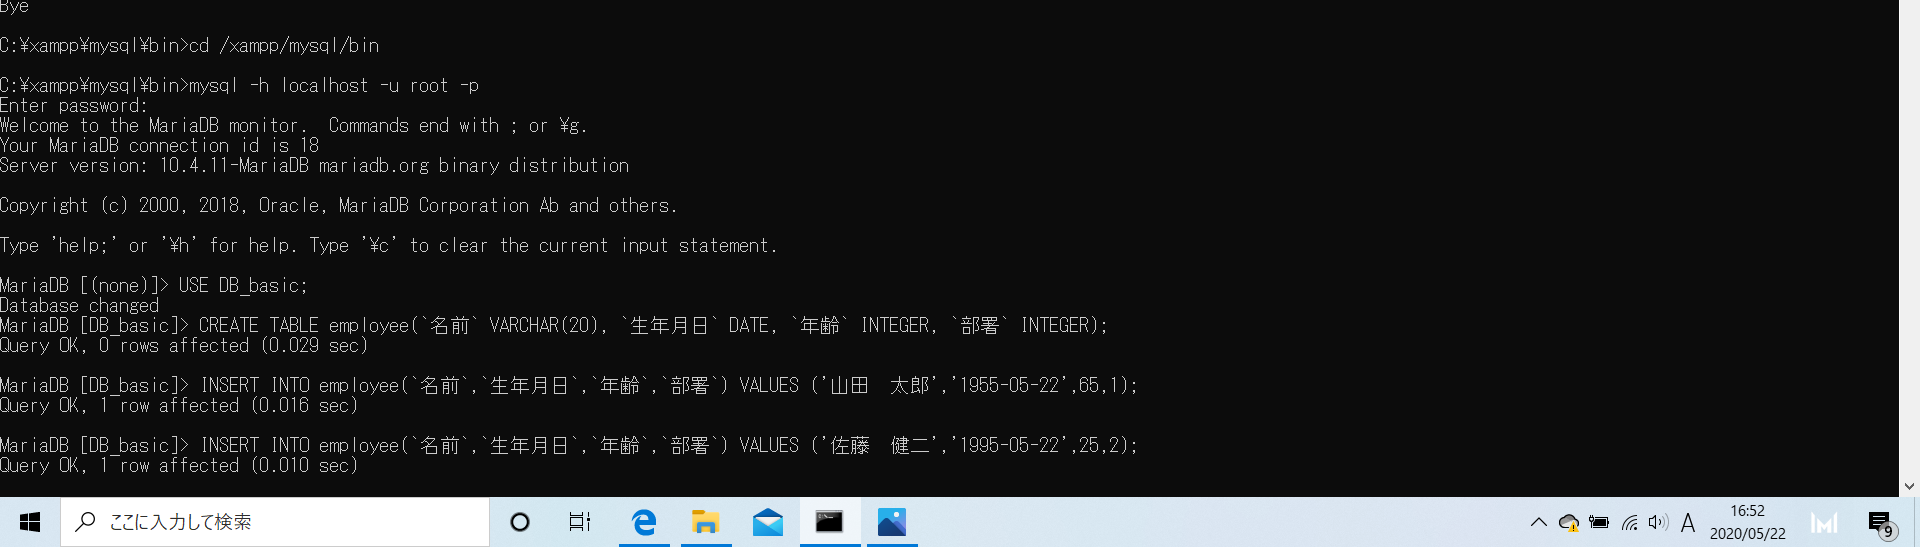 Bye
C:¥xampp¥mysql¥bin>cd /xampp/mysql/bin
C:¥xampp¥mysql¥bin>mysql -h localhost -u root -p
Enter password:
Welcome to the MariaDB monitor.  Commands end with ; or ¥g.
Your MariaDB connection id is 18
Server version: 10.4.11-MariaDB mariadb.org binary distribution
Copyright (c) 2000, 2018, Oracle, MariaDB Corporation Ab and others.
Type 'help;' or '¥h' for help. Type '¥c' to clear the current input statement.
MariaDB [(none)]> USE DB_basic;
Database changed
MariaDB [DB_basic]> CREATE TABLE employee(`名前` VARCHAR(20), `生年月日` DATE, `年齢` INTEGER, `部署` INTEGER);
Query OK, 0 rows affected (0.029 sec)
MariaDB [DB_basic]> INSERT INTO employee(`名前`,`生年月日`,`年齢`,`部署`) VALUES ('山田　太郎','1955-05-22',65,1);
Query OK, 1 row affected (0.016 sec)
MariaDB [DB_basic]> INSERT INTO employee(`名前`,`生年月日`,`年齢`,`部署`) VALUES ('佐藤　健二','1995-05-22',25,2);
Query OK, 1 row affected (0.010 sec)
ここに入力して検索
A
16:52
2020/05/22
9